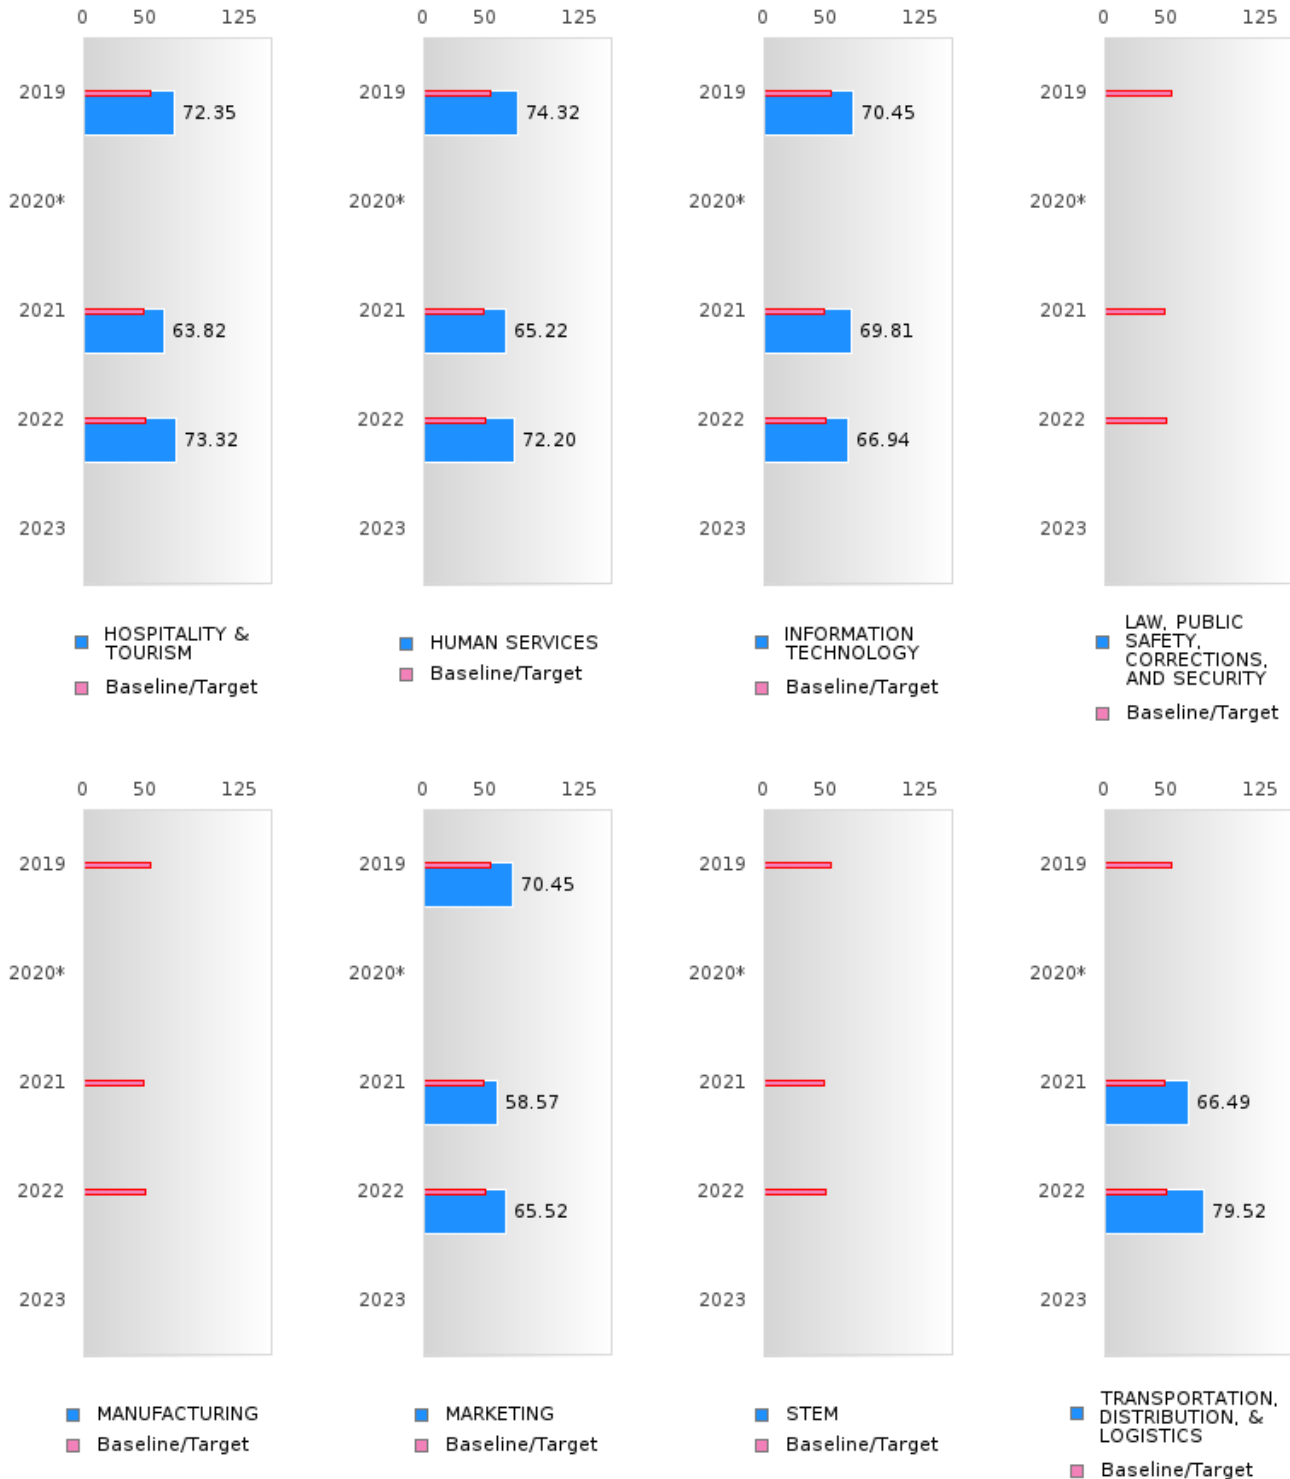 0 50 125 0 50 125 0 50 125 0 50 125
2019 72.35 2019 74.32 2019 70.45 2019
2020* 2020* 2020* 2020*
2021 63.82 2021 65.22 2021 69.81 2021
2022 73.32 2022 72.20 2022 66.94 2022
2023 2023 2023 2023
HOSPITALITY &
TOURISM
Baseline/Target
HUMAN SERVICES
Baseline/Target
INFORMATION
TECHNOLOGY
Baseline/Target
LAW, PUBLIC
SAFETY,
CORRECTIONS,
AND SECURITY
Baseline/Target
0 50 125 0 50 125 0 50 125 0 50 125
2019 2019 70.45 2019 2019
2020* 2020* 2020* 2020*
2021 2021 58.57 2021 2021 66.49
2022 2022 65.52 2022 2022 79.52
2023 2023 2023 2023
MANUFACTURING
Baseline/Target
MARKETING
Baseline/Target
STEM
Baseline/Target
TRANSPORTATION,
DISTRIBUTION, &
LOGISTICS
Baseline/Target